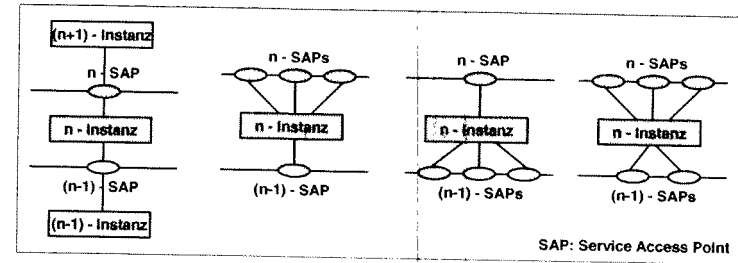 (n+1) - Instanz
n - SAP
n - Instanz
(n-1) - SAP
(n-1) - Instanz
n - SAPs
n - Instanz
(n-1) - SAP
n - SAP
n - Instanz
(n-1) - SAPs
n - SAPs
n - Instanz
(n-1) - SAPs
SAP: Service Access Point